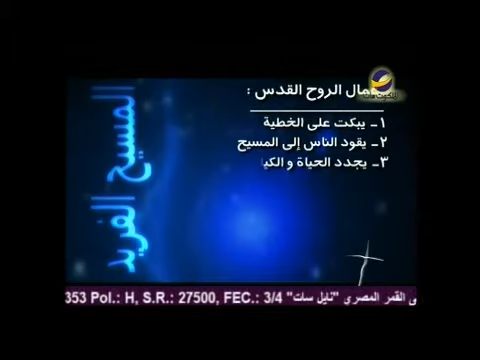 المسيح الفريد
الروح القدس :
١- يبكت على الخطية
٢- يقود الناس إلى المسيح
٣- يجدد الحياة و
353 Pol.: H, S.R.: 27500, FEC.: 3/4 "القمر المصري "نايل سات